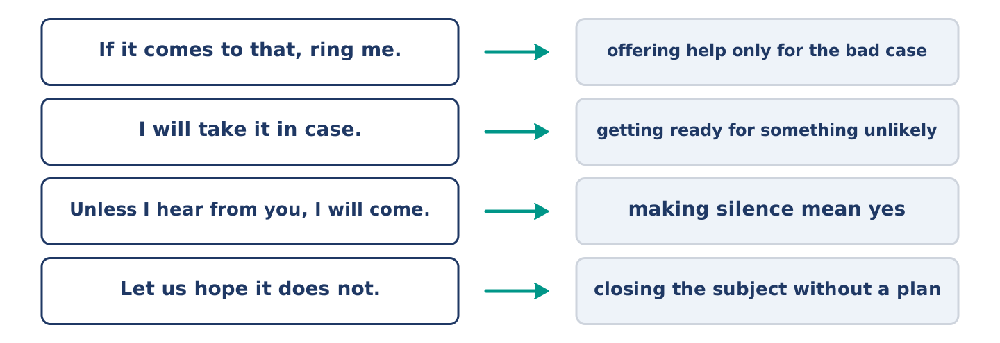 If it comes to that, ring me.
offering help only for the bad case
I will take it in case.
getting ready for something unlikely
Unless I hear from you, I will come.
making silence mean yes
Let us hope it does not.
closing the subject without a plan